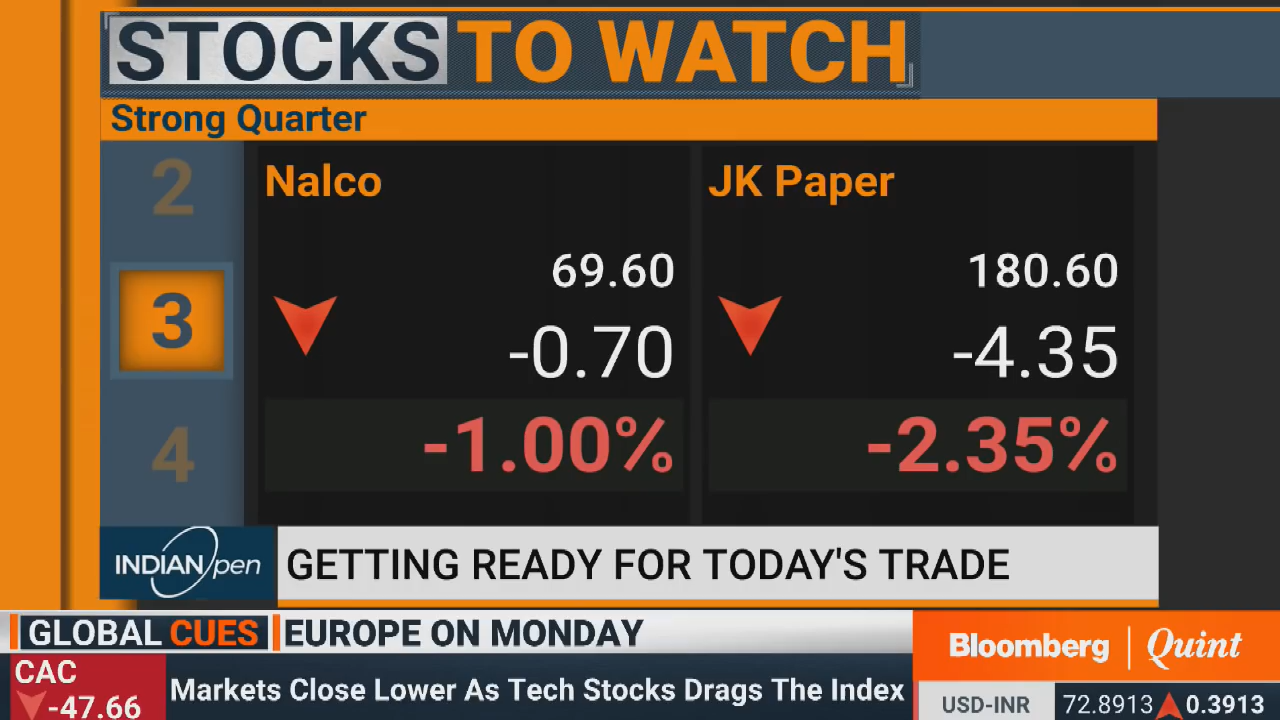 STOCKS TO WATCH
Strong Quarter
2
3
4
Nalco
69.60
-0.70
-1.00%
JK Paper
180.60
-4.35
-2.35%
INDIAN Open
GETTING READY FOR TODAY'S TRADE
GLOBAL CUES
EUROPE ON MONDAY
CAC
-47.66
Markets Close Lower As Tech Stocks Drags The Index
Bloomberg | Quint
USD-INR
72.8913
0.3913